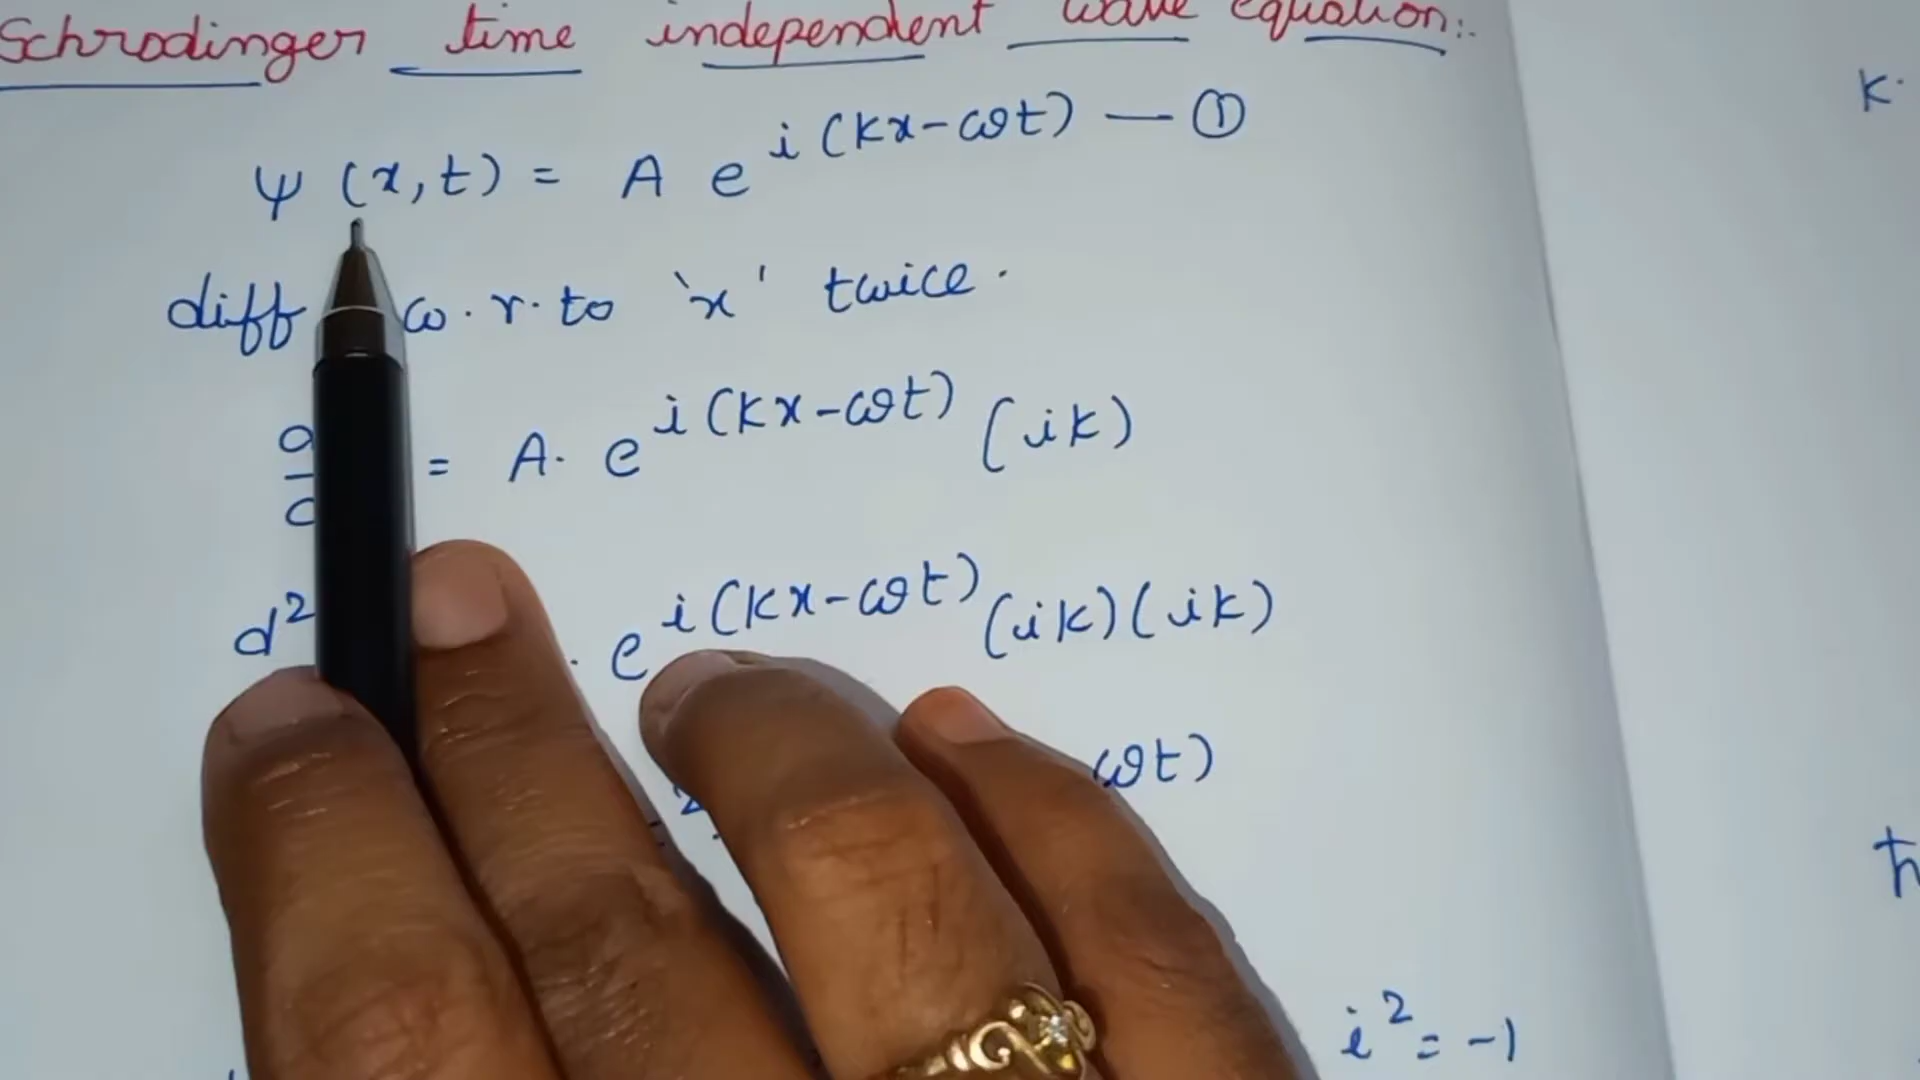 Schrodinger time independent wave equation:.
ψ (x,t) = A e^i(kx-ωt) — ①
diff w.r.to 'x' twice.
= A. e^i(kx-ωt) (ik)
d² . e^i(kx-ωt) (ik)(ik)
ωt)
i² = -1
k.
ħ